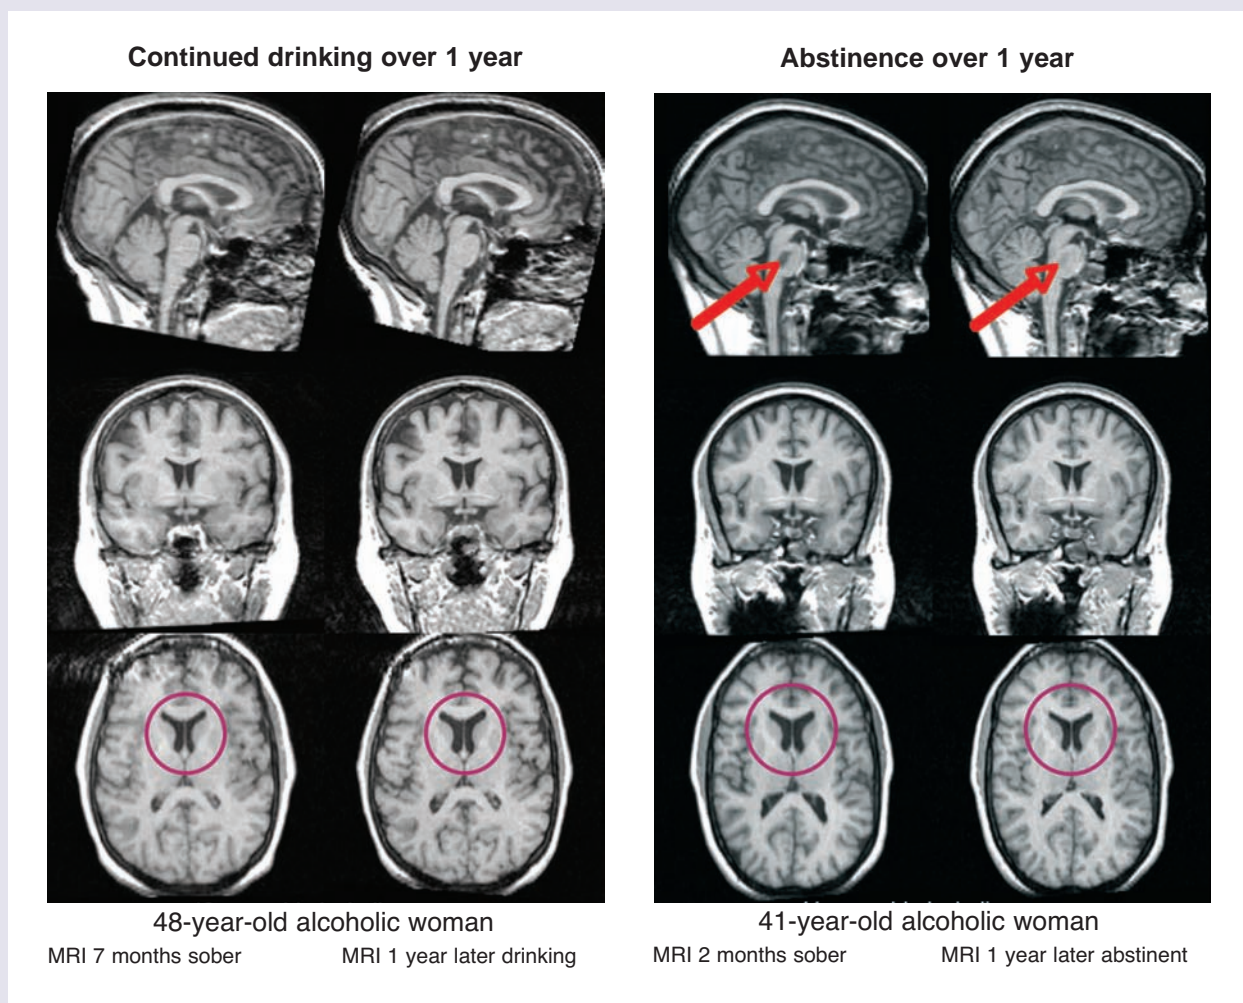 Continued drinking over 1 year
Abstinence over 1 year
48-year-old alcoholic woman
MRI 7 months sober
MRI 1 year later drinking
41-year-old alcoholic woman
MRI 2 months sober
MRI 1 year later abstinent